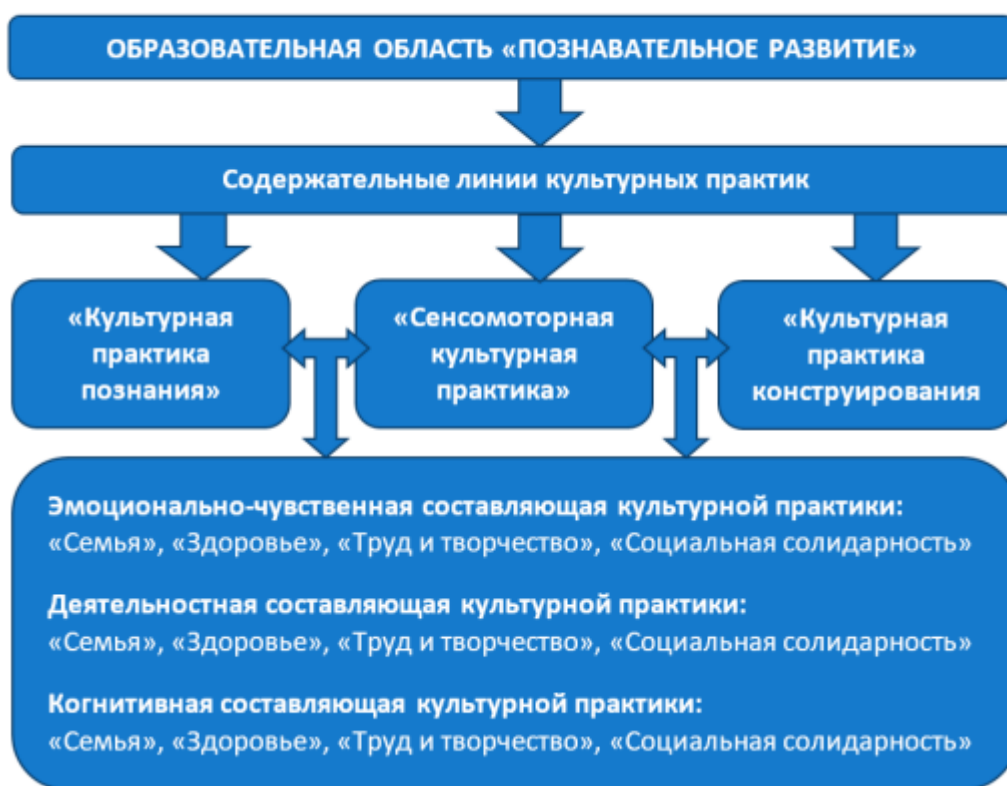 ОБРАЗОВАТЕЛЬНАЯ ОБЛАСТЬ «ПОЗНАВАТЕЛЬНОЕ РАЗВИТИЕ»
Содержательные линии культурных практик
«Культурная
практика
познания»
«Сенсомоторная
культурная
практика»
«Культурная
практика
конструирования
Эмоционально-чувственная составляющая культурной практики:
«Семья», «Здоровье», «Труд и творчество», «Социальная солидарность»
Деятельностная составляющая культурной практики:
«Семья», «Здоровье», «Труд и творчество», «Социальная солидарность»
Когнитивная составляющая культурной практики:
«Семья», «Здоровье», «Труд и творчество», «Социальная солидарность»